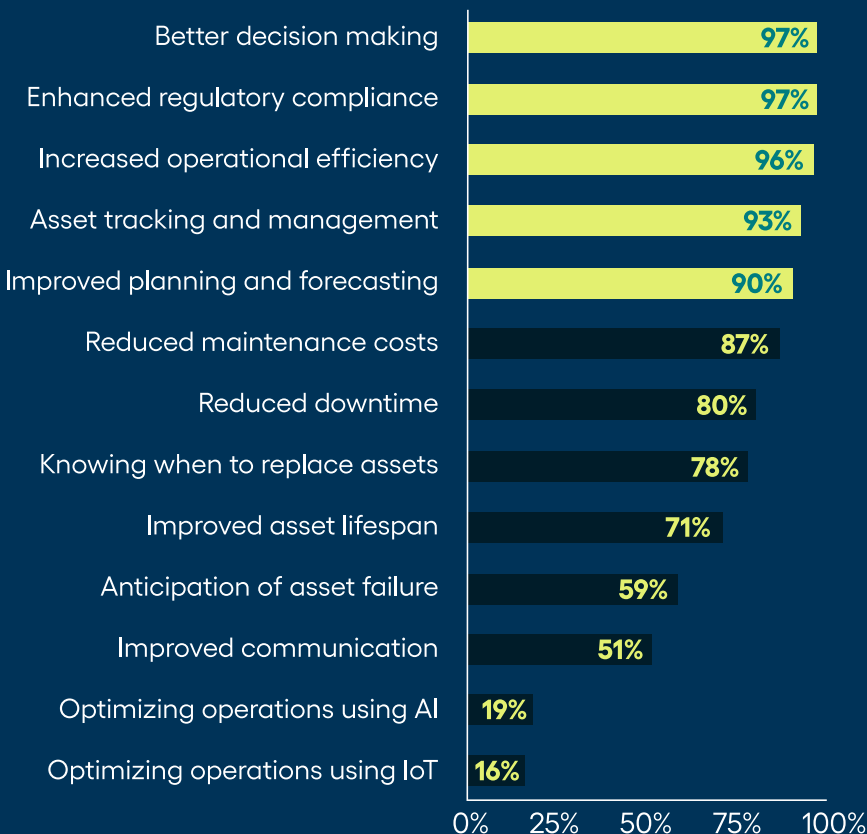 Better decision making 97%
Enhanced regulatory compliance 97%
Increased operational efficiency 96%
Asset tracking and management 93%
Improved planning and forecasting 90%
Reduced maintenance costs 87%
Reduced downtime 80%
Knowing when to replace assets 78%
Improved asset lifespan 71%
Anticipation of asset failure 59%
Improved communication 51%
Optimizing operations using AI 19%
Optimizing operations using IoT 16%
0% 25% 50% 75% 100%